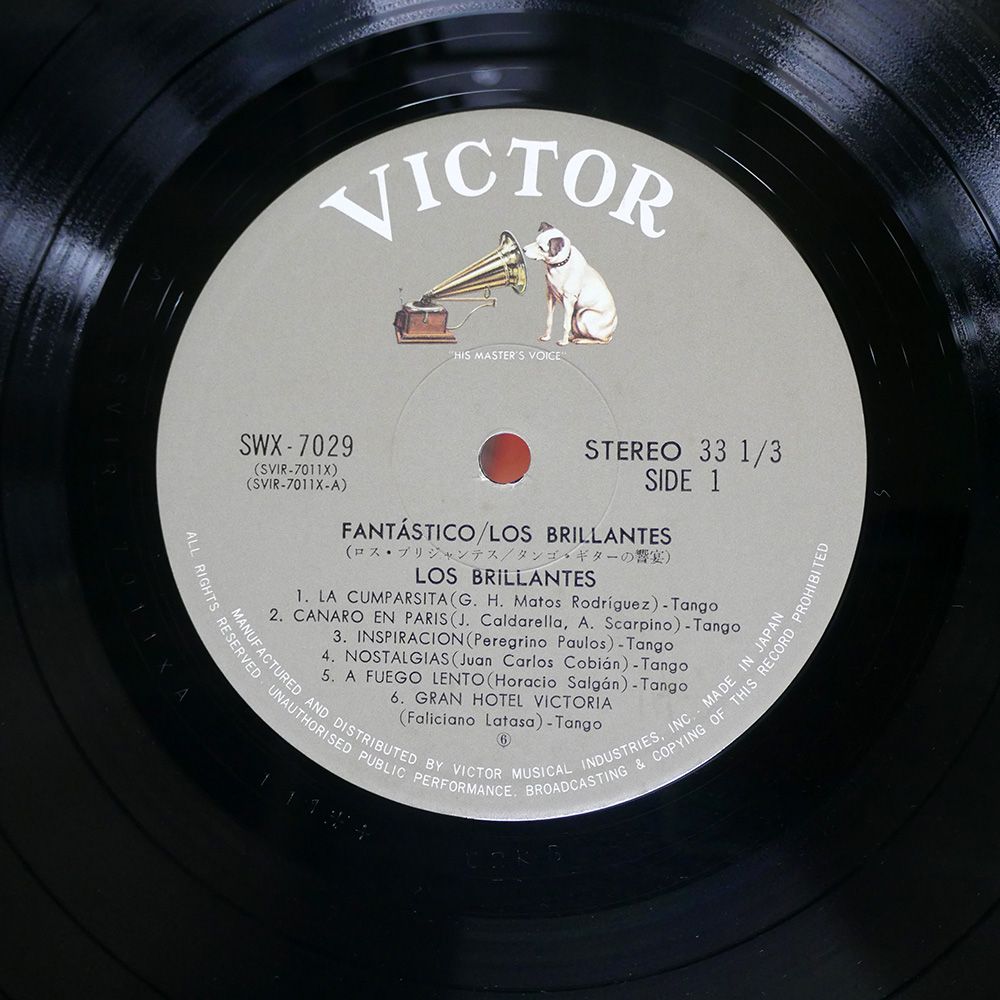 VICTOR
"HIS MASTER'S VOICE"
SWX-7029
(SVIR-7011X)
(SVIR-7011X-A)
STEREO 33 1/3
SIDE 1
FANTÁSTICO/LOS BRILLANTES
(ロス・ブリジャンテス/タンゴ・ギターの饗宴)
LOS BRILLANTES
1. LA CUMPARSITA(G. H. Matos Rodríguez)-Tango
2. CANARO EN PARIS(J. Caldarella, A. Scarpino)-Tango
3. INSPIRACION(Peregrino Paulos)-Tango
4. NOSTALGIAS(Juan Carlos Cobián)-Tango
5. A FUEGO LENTO(Horacio Salgán)-Tango
6. GRAN HOTEL VICTORIA
(Faliciano Latasa)-Tango
⑥
MANUFACTURED AND DISTRIBUTED BY VICTOR MUSICAL INDUSTRIES, INC. - MADE IN JAPAN
ALL RIGHTS RESERVED. UNAUTHORISED PUBLIC PERFORMANCE, BROADCASTING & COPYING OF THIS RECORD PROHIBITED